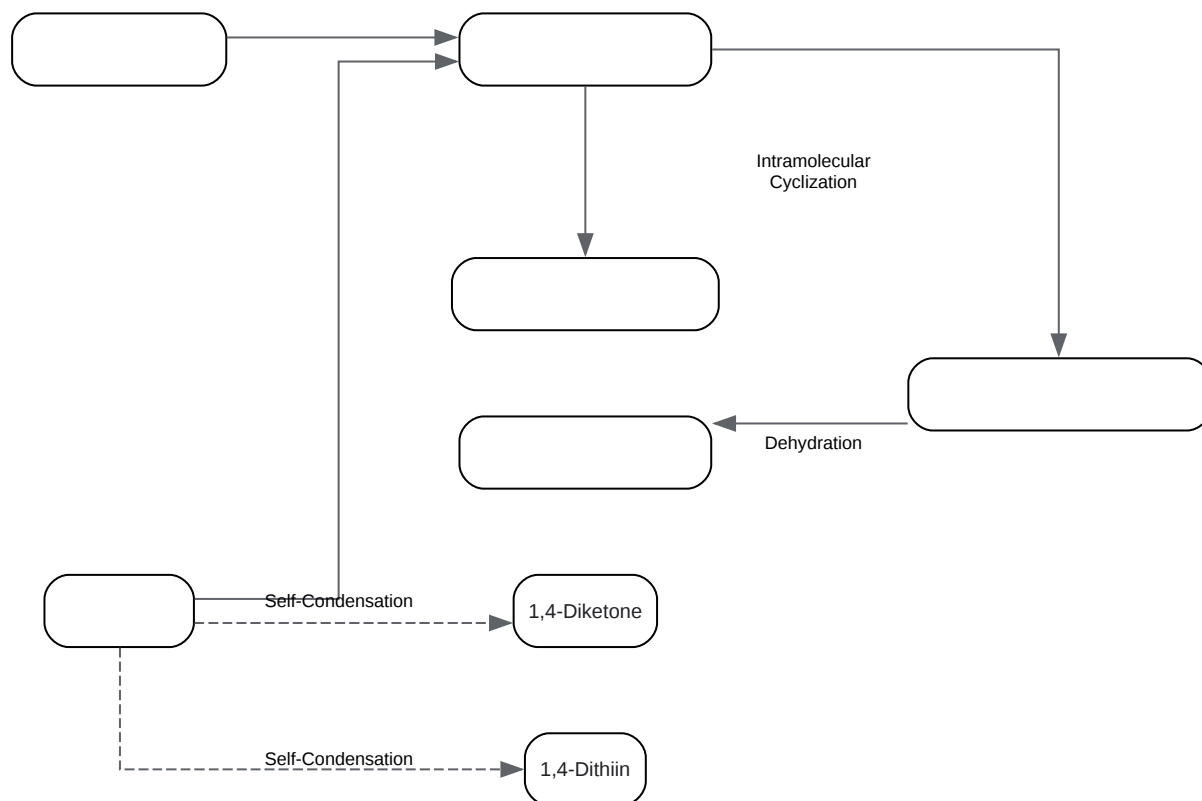 Intramolecular
Cyclization
Dehydration
Self-Condensation
1,4-Diketone
Self-Condensation
1,4-Dithiin